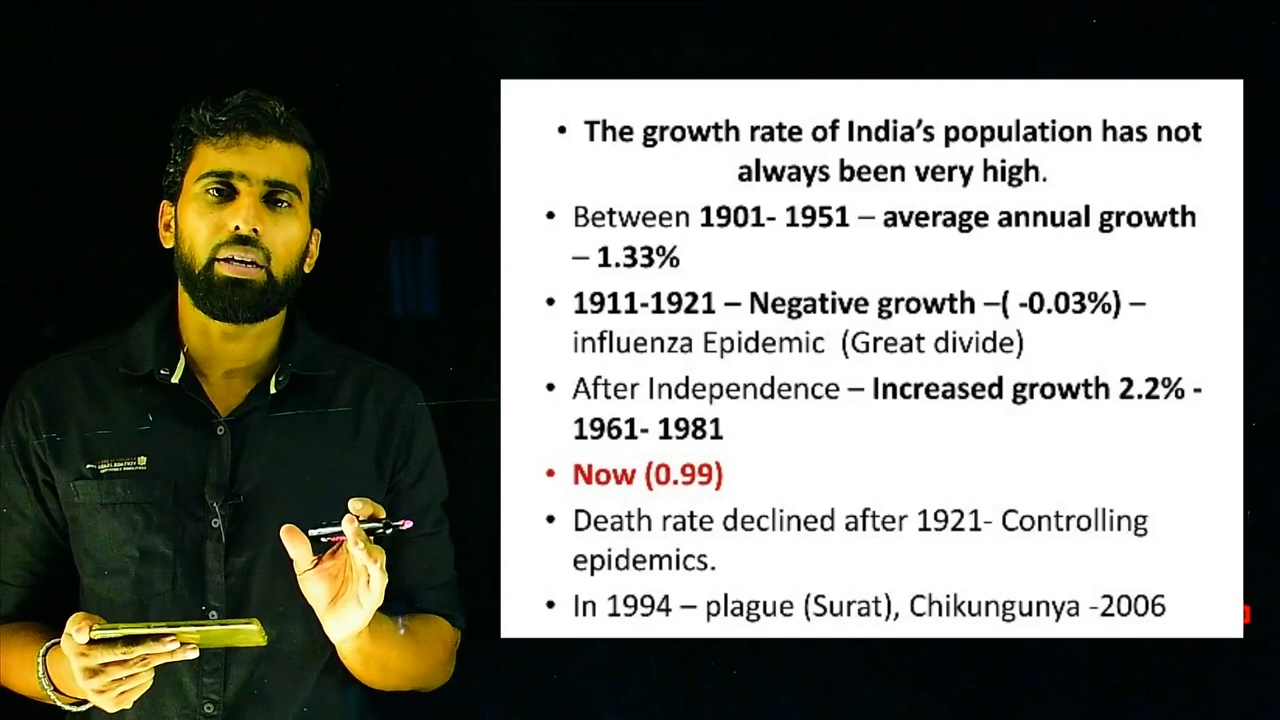 • The growth rate of India's population has not
always been very high.
• Between 1901- 1951 – average annual growth
– 1.33%
• 1911-1921 – Negative growth –( -0.03%) –
influenza Epidemic (Great divide)
• After Independence – Increased growth 2.2% -
1961- 1981
• Now (0.99)
• Death rate declined after 1921- Controlling
epidemics.
• In 1994 – plague (Surat), Chikungunya -2006